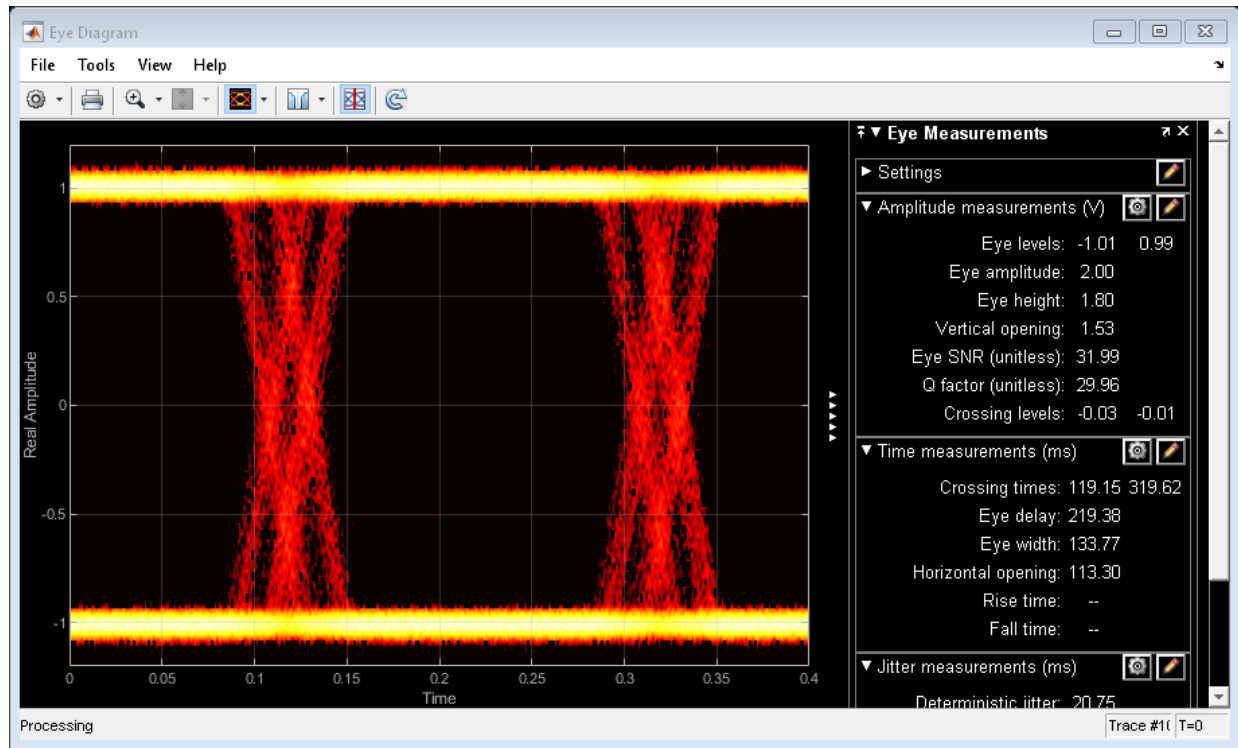 Eye Diagram
File Tools View Help
Real Amplitude
1
0.5
0
-0.5
-1
0 0.05 0.1 0.15 0.2 0.25 0.3 0.35 0.4
Time
Eye Measurements
Settings
Amplitude measurements (V)
Eye levels: -1.01 0.99
Eye amplitude: 2.00
Eye height: 1.80
Vertical opening: 1.53
Eye SNR (unitless): 31.99
Q factor (unitless): 29.96
Crossing levels: -0.03 -0.01
Time measurements (ms)
Crossing times: 119.15 319.62
Eye delay: 219.38
Eye width: 133.77
Horizontal opening: 113.30
Rise time: --
Fall time: --
Jitter measurements (ms)
Deterministic jitter: 20.75
Processing
Trace #1 T=0